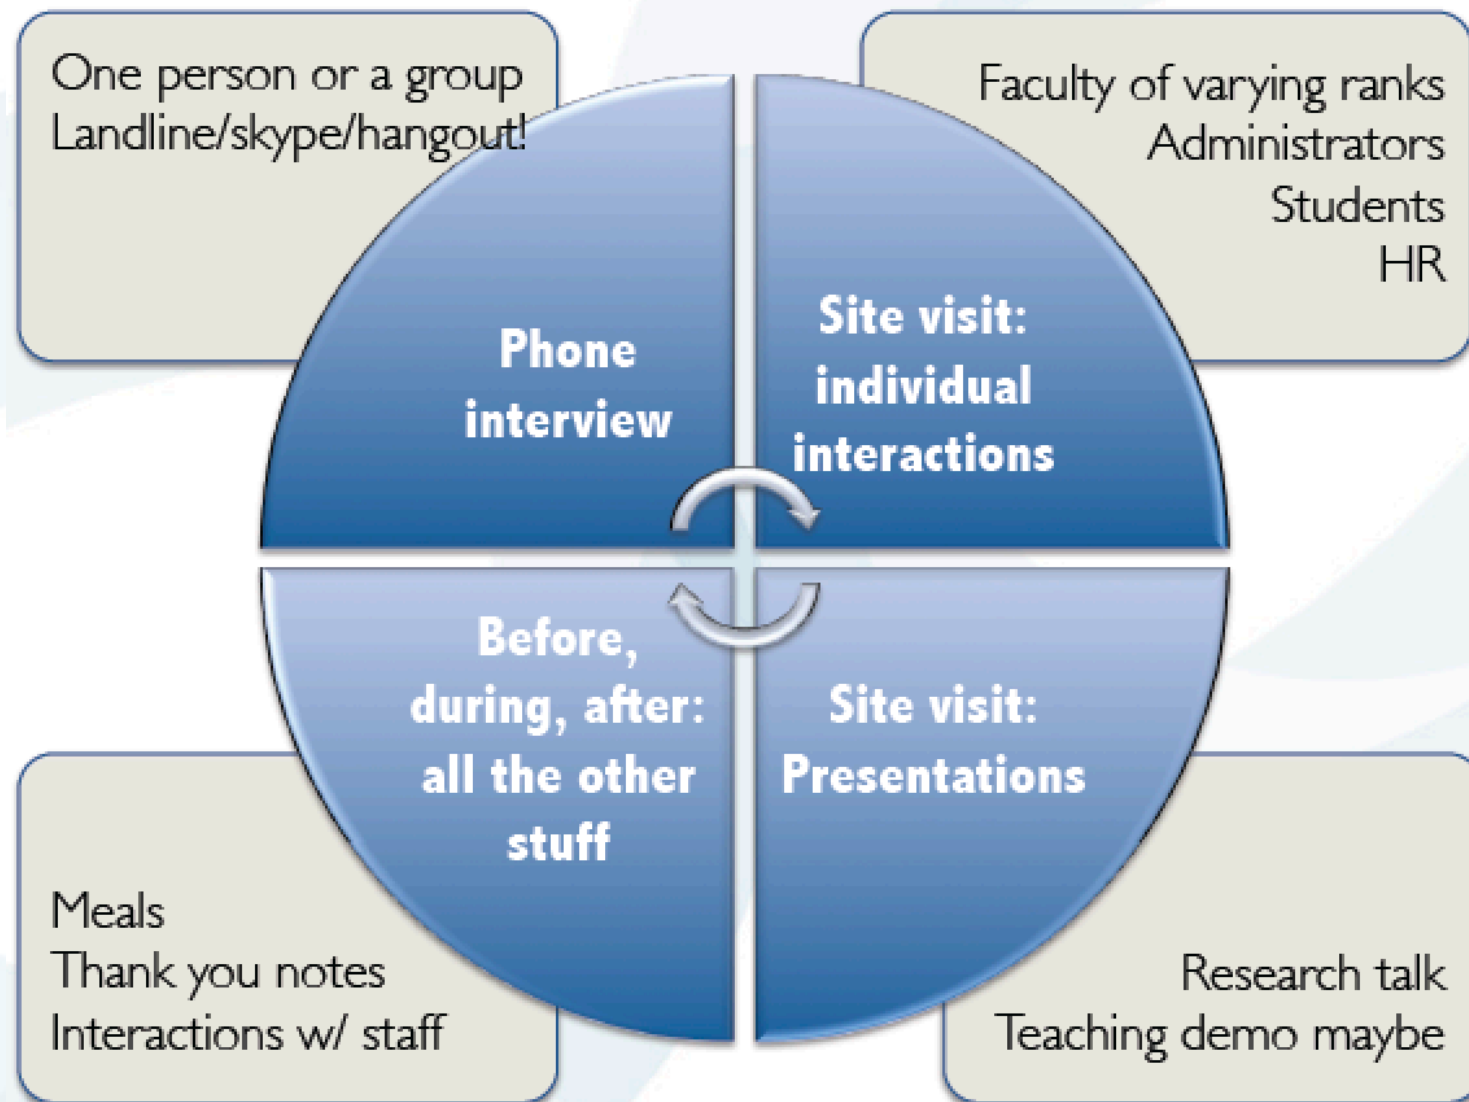 One person or a group
Landline/skype/hangout!
Faculty of varying ranks
Administrators
Students
HR
Phone
interview
Site visit:
individual
interactions
Before,
during, after:
all the other
stuff
Site visit:
Presentations
Meals
Thank you notes
Interactions w/ staff
Research talk
Teaching demo maybe